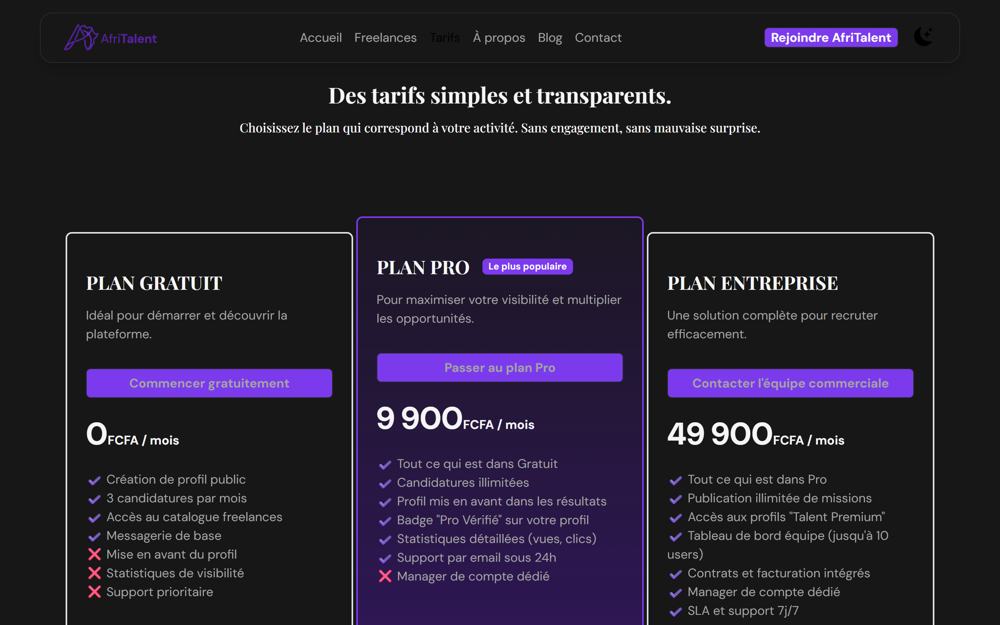 AfriTalent
Accueil Freelances Tarifs À propos Blog Contact
Rejoindre AfriTalent
Des tarifs simples et transparents.
Choisissez le plan qui correspond à votre activité. Sans engagement, sans mauvaise surprise.
PLAN GRATUIT
Idéal pour démarrer et découvrir la
plateforme.
Commencer gratuitement
0FCFA / mois
Création de profil public
3 candidatures par mois
Accès au catalogue freelances
Messagerie de base
Mise en avant du profil
Statistiques de visibilité
Support prioritaire
PLAN PRO Le plus populaire
Pour maximiser votre visibilité et multiplier
les opportunités.
Passer au plan Pro
9 900FCFA / mois
Tout ce qui est dans Gratuit
Candidatures illimitées
Profil mis en avant dans les résultats
Badge "Pro Vérifié" sur votre profil
Statistiques détaillées (vues, clics)
Support par email sous 24h
Manager de compte dédié
PLAN ENTREPRISE
Une solution complète pour recruter
efficacement.
Contacter l'équipe commerciale
49 900FCFA / mois
Tout ce qui est dans Pro
Publication illimitée de missions
Accès aux profils "Talent Premium"
Tableau de bord équipe (jusqu'à 10
users)
Contrats et facturation intégrés
Manager de compte dédié
SLA et support 7j/7